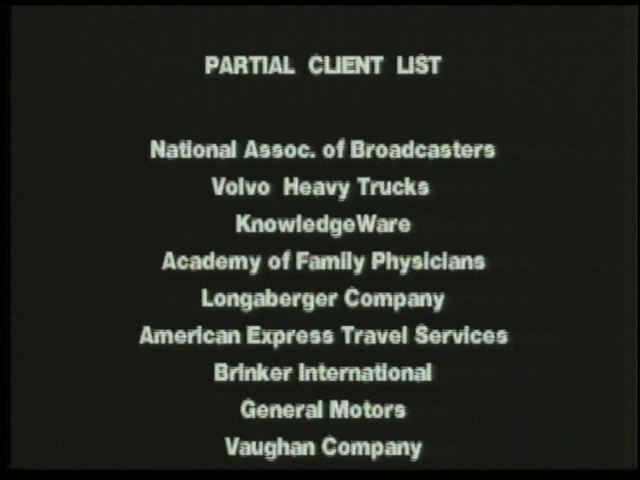 PARTIAL CLIENT LIST
National Assoc. of Broadcasters
Volvo Heavy Trucks
KnowledgeWare
Academy of Family Physicians
Longaberger Company
American Express Travel Services
Brinker International
General Motors
Vaughan Company